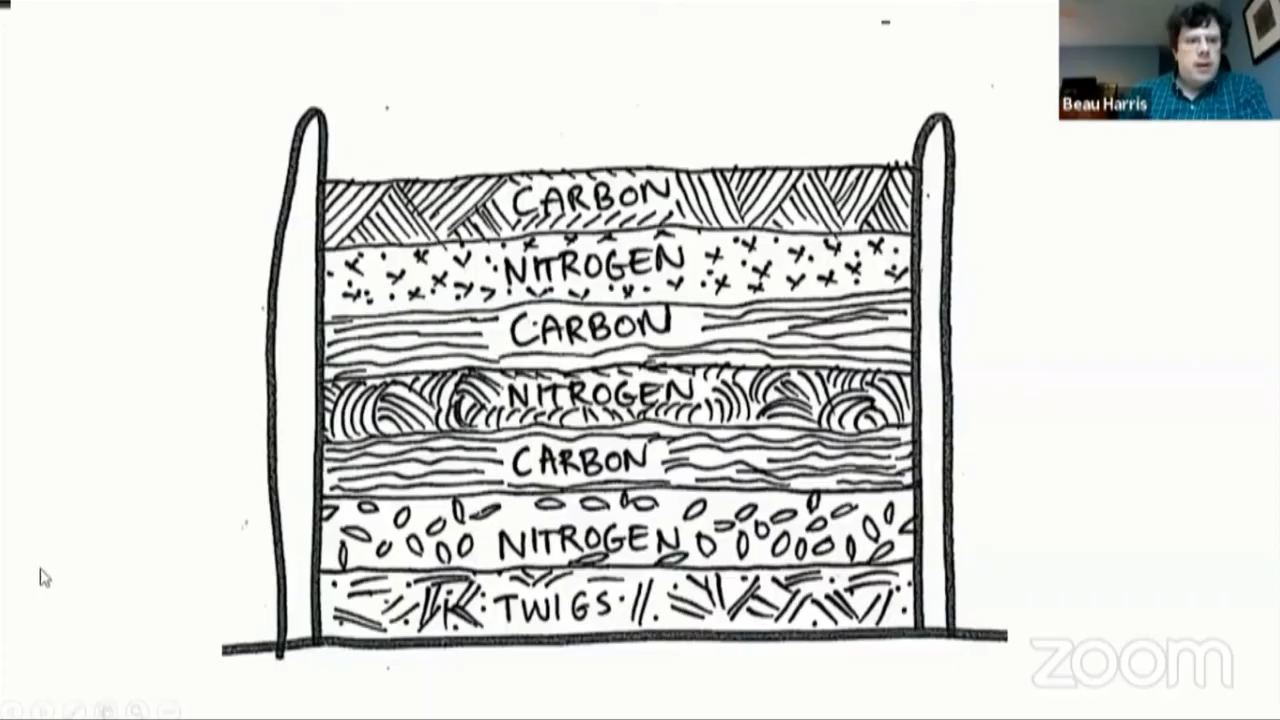 Beau Harris
CARBON
NITROGEN
CARBON
NITROGEN
CARBON
NITROGEN
TWIGS
zoom